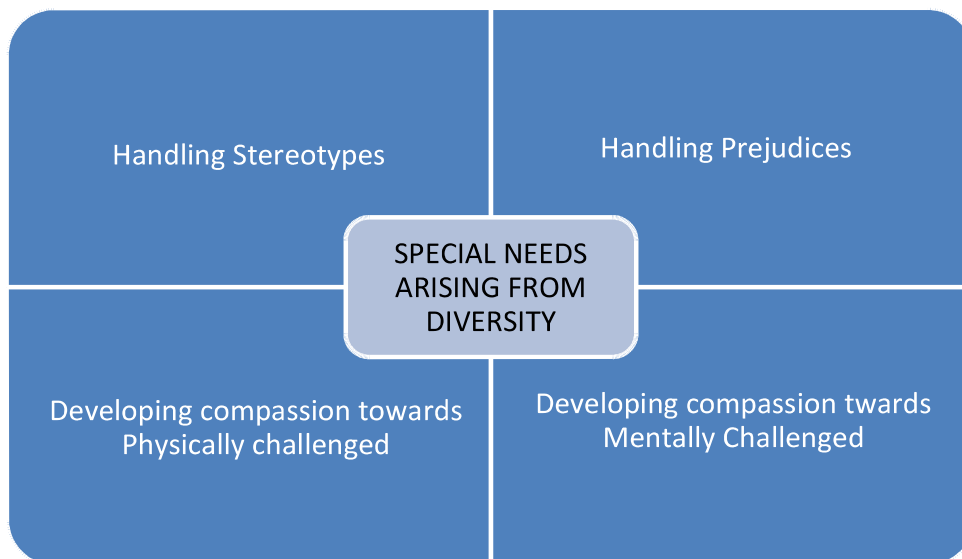 Handling Stereotypes
Handling Prejudices
SPECIAL NEEDS
ARISING FROM
DIVERSITY
Developing compassion towards
Physically challenged
Developing compassion twards
Mentally Challenged